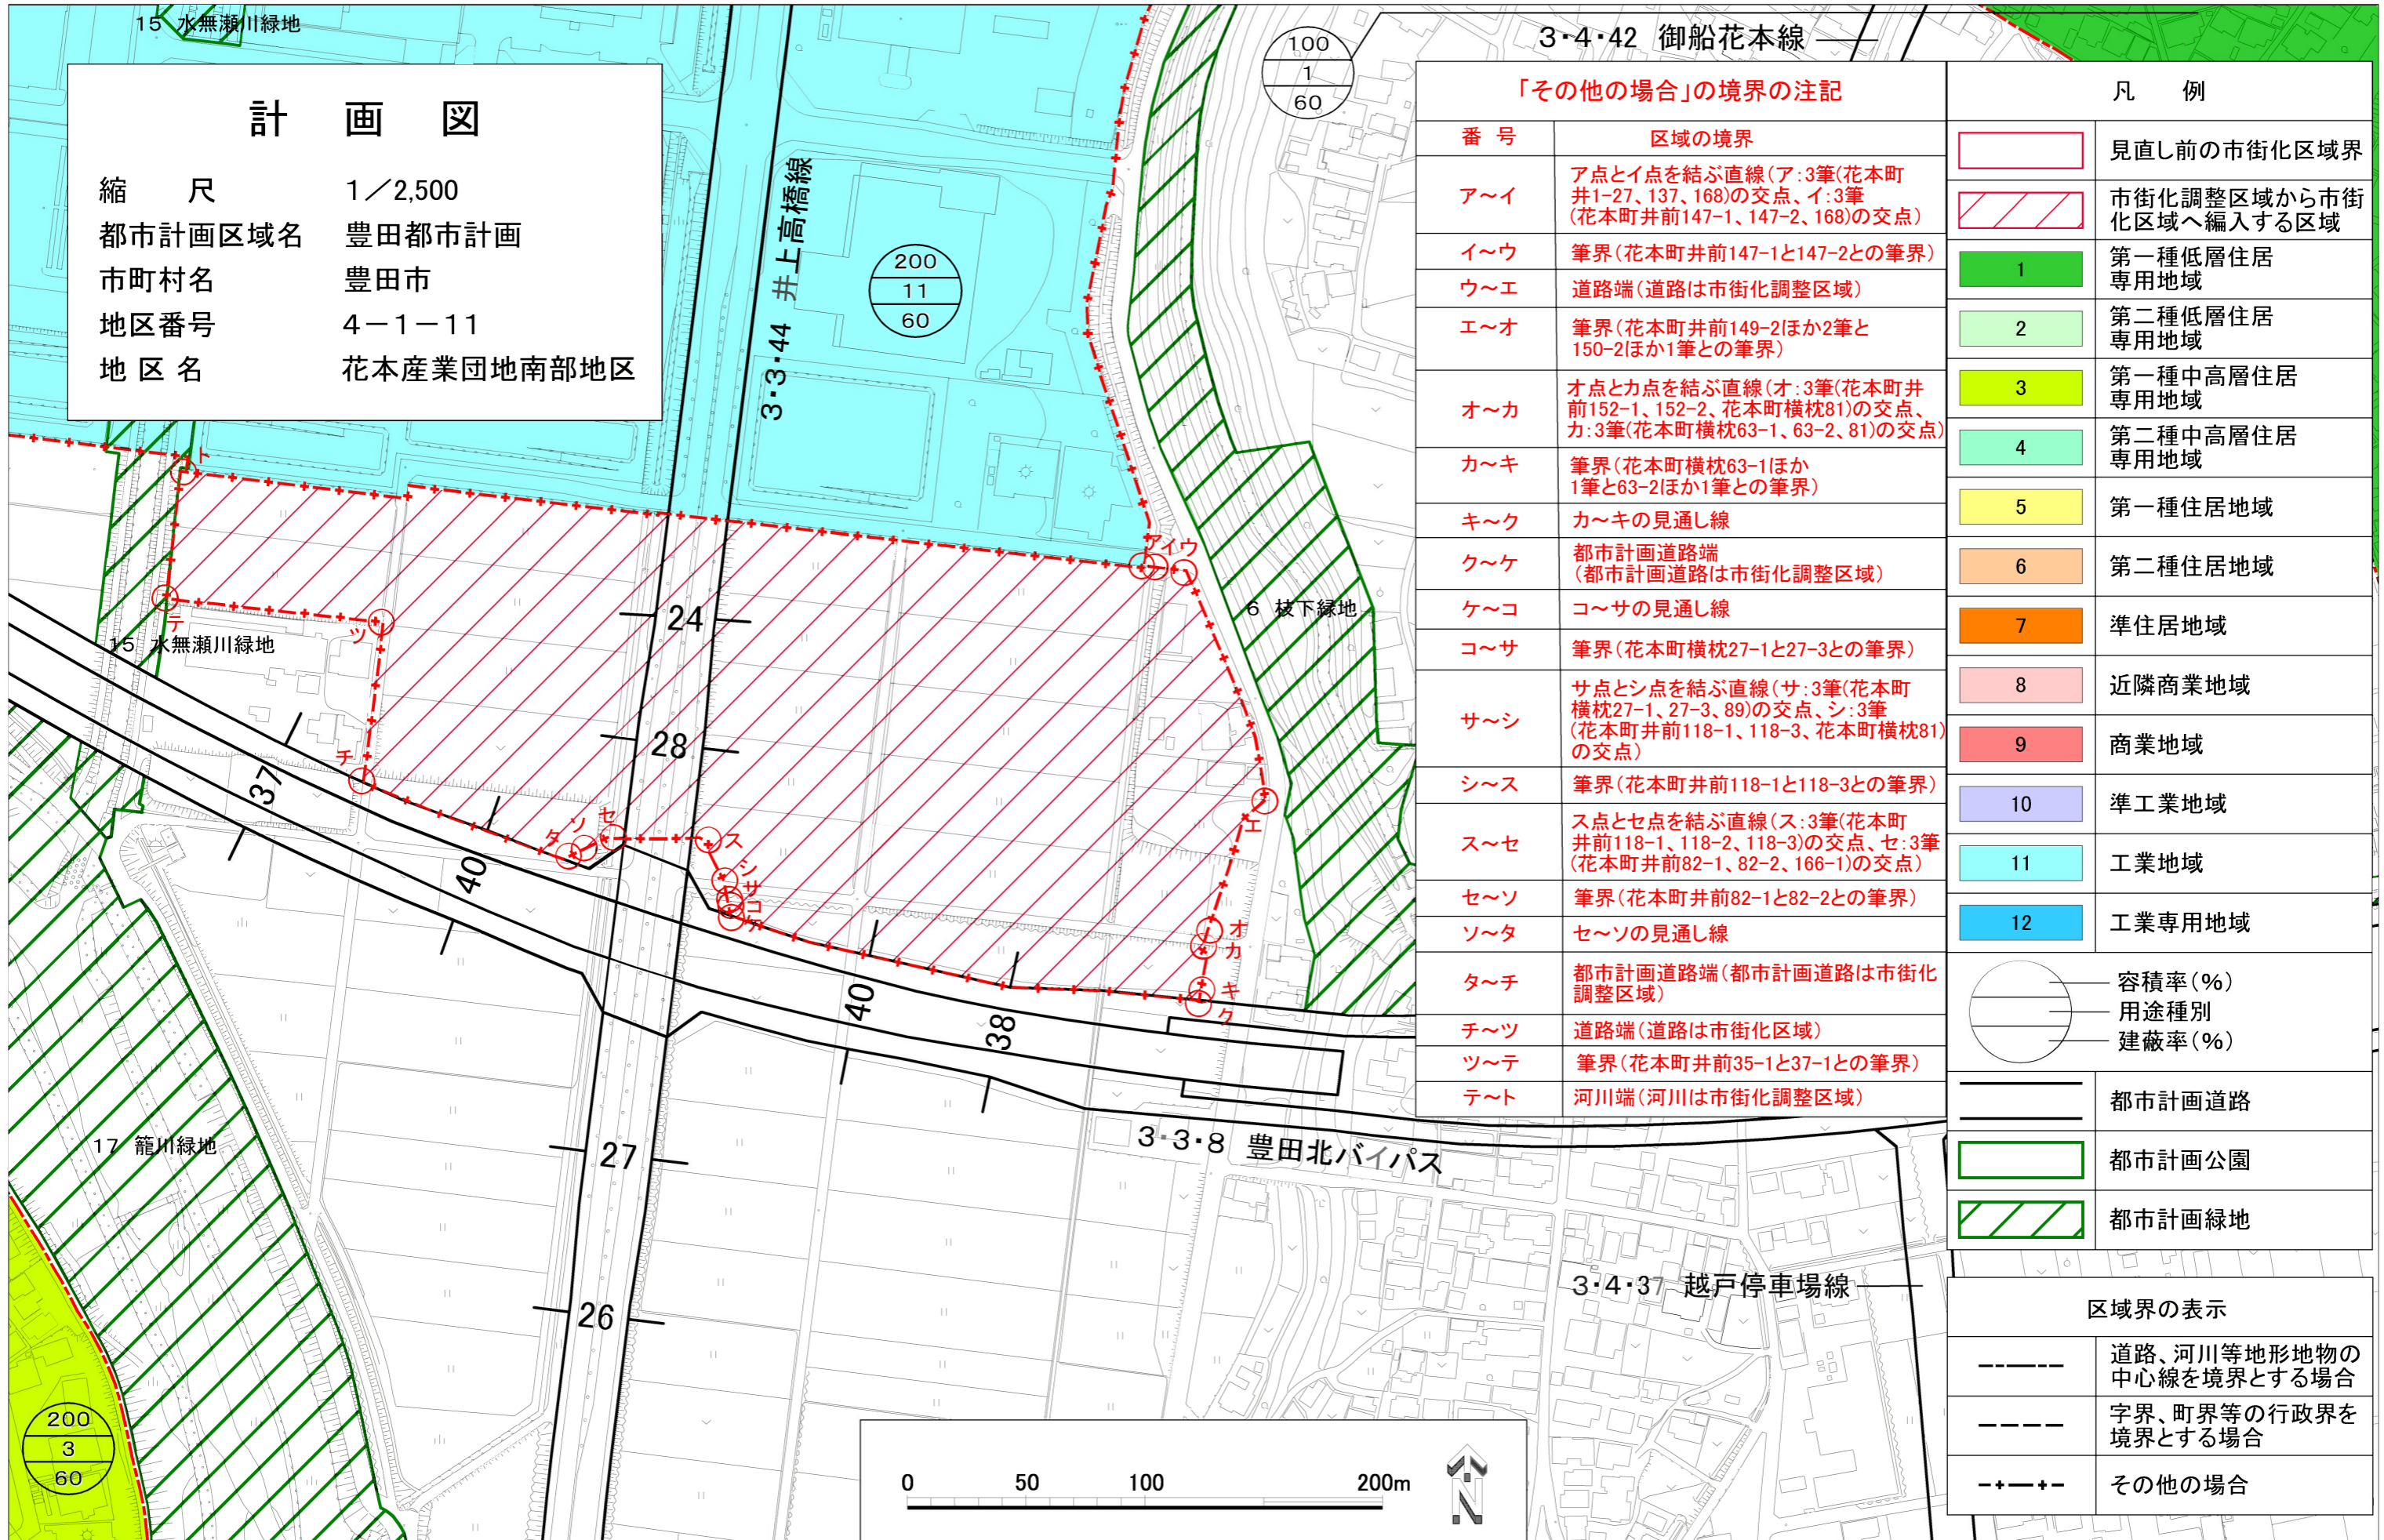 15 水無瀬川緑地
計　画　図
縮　　尺　1／2,500
都市計画区域名　豊田都市計画
市町村名　豊田市
地区番号　4－1－11
地 区 名　花本産業団地南部地区
3・3・44 井上高橋線
200
11
60
100
1
60
3・4・42 御船花本線
「その他の場合」の境界の注記
番 号　区域の境界
ア～イ　ア点とイ点を結ぶ直線(ア:3筆(花本町
井1-27、137、168)の交点、イ:3筆
(花本町井前147-1、147-2、168)の交点)
イ～ウ　筆界(花本町井前147-1と147-2との筆界)
ウ～エ　道路端(道路は市街化調整区域)
エ～オ　筆界(花本町井前149-2ほか2筆と
150-2ほか1筆との筆界)
オ～カ　オ点とカ点を結ぶ直線(オ:3筆(花本町井
前152-1、152-2、花本町横枕81)の交点、
カ:3筆(花本町横枕63-1、63-2、81)の交点)
カ～キ　筆界(花本町横枕63-1ほか
1筆と63-2ほか1筆との筆界)
キ～ク　カ～キの見通し線
ク～ケ　都市計画道路端
(都市計画道路は市街化調整区域)
ケ～コ　コ～サの見通し線
コ～サ　筆界(花本町横枕27-1と27-3との筆界)
サ～シ　サ点とシ点を結ぶ直線(サ:3筆(花本町
横枕27-1、27-3、89)の交点、シ:3筆
(花本町井前118-1、118-3、花本町横枕81)
の交点)
シ～ス　筆界(花本町井前118-1と118-3との筆界)
ス～セ　ス点とセ点を結ぶ直線(ス:3筆(花本町
井前118-1、118-2、118-3)の交点、セ:3筆
(花本町井前82-1、82-2、166-1)の交点)
セ～ソ　筆界(花本町井前82-1と82-2との筆界)
ソ～タ　セ～ソの見通し線
タ～チ　都市計画道路端(都市計画道路は市街化
調整区域)
チ～ツ　道路端(道路は市街化区域)
ツ～テ　筆界(花本町井前35-1と37-1との筆界)
テ～ト　河川端(河川は市街化調整区域)
凡　例
見直し前の市街化区域界
市街化調整区域から市街
化区域へ編入する区域
1　第一種低層住居
専用地域
2　第二種低層住居
専用地域
3　第一種中高層住居
専用地域
4　第二種中高層住居
専用地域
5　第一種住居地域
6　第二種住居地域
7　準住居地域
8　近隣商業地域
9　商業地域
10　準工業地域
11　工業地域
12　工業専用地域
容積率(%)
用途種別
建蔽率(%)
都市計画道路
都市計画公園
都市計画緑地
区域界の表示
道路、河川等地形地物の
中心線を境界とする場合
字界、町界等の行政界を
境界とする場合
その他の場合
ト
ア
イ
ウ
テ
ツ
チ
タ
ソ
セ
ス
シ
サ
コ
ケ
エ
オ
カ
キ
ク
24
28
37
40
40
38
27
26
15 水無瀬川緑地
6 枝下緑地
17 籠川緑地
3・3・8 豊田北バイパス
3・4・37 越戸停車場線
200
3
60
0　50　100　200m
N